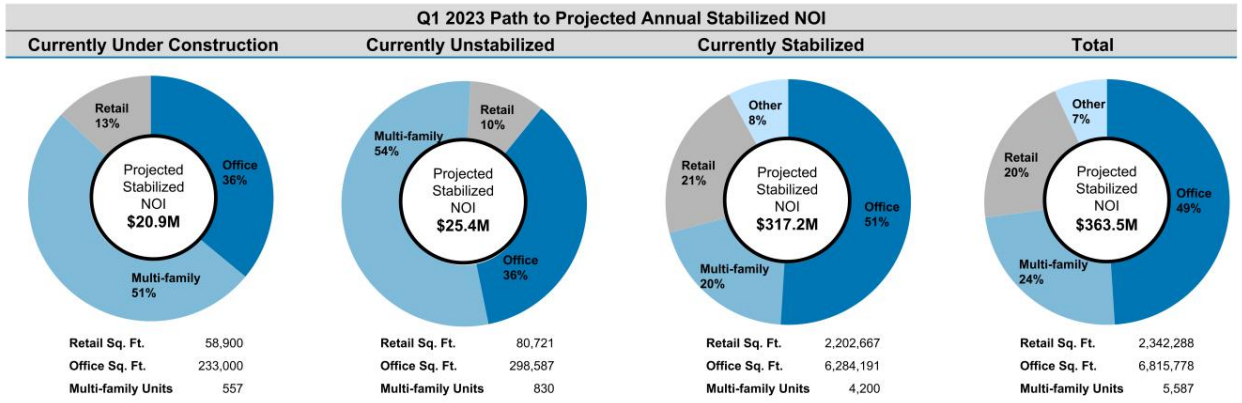 Q1 2023 Path to Projected Annual Stabilized NOI
Currently Under Construction
Currently Unstabilized
Currently Stabilized
Total
Retail
13%
Office
36%
Multi-family
51%
Projected
Stabilized
NOI
$20.9M
Retail Sq. Ft. 58,900
Office Sq. Ft. 233,000
Multi-family Units 557
Multi-family
54%
Retail
10%
Office
36%
Projected
Stabilized
NOI
$25.4M
Retail Sq. Ft. 80,721
Office Sq. Ft. 298,587
Multi-family Units 830
Other
8%
Retail
21%
Office
51%
Multi-family
20%
Projected
Stabilized
NOI
$317.2M
Retail Sq. Ft. 2,202,667
Office Sq. Ft. 6,284,191
Multi-family Units 4,200
Other
7%
Retail
20%
Office
49%
Multi-family
24%
Projected
Stabilized
NOI
$363.5M
Retail Sq. Ft. 2,342,288
Office Sq. Ft. 6,815,778
Multi-family Units 5,587